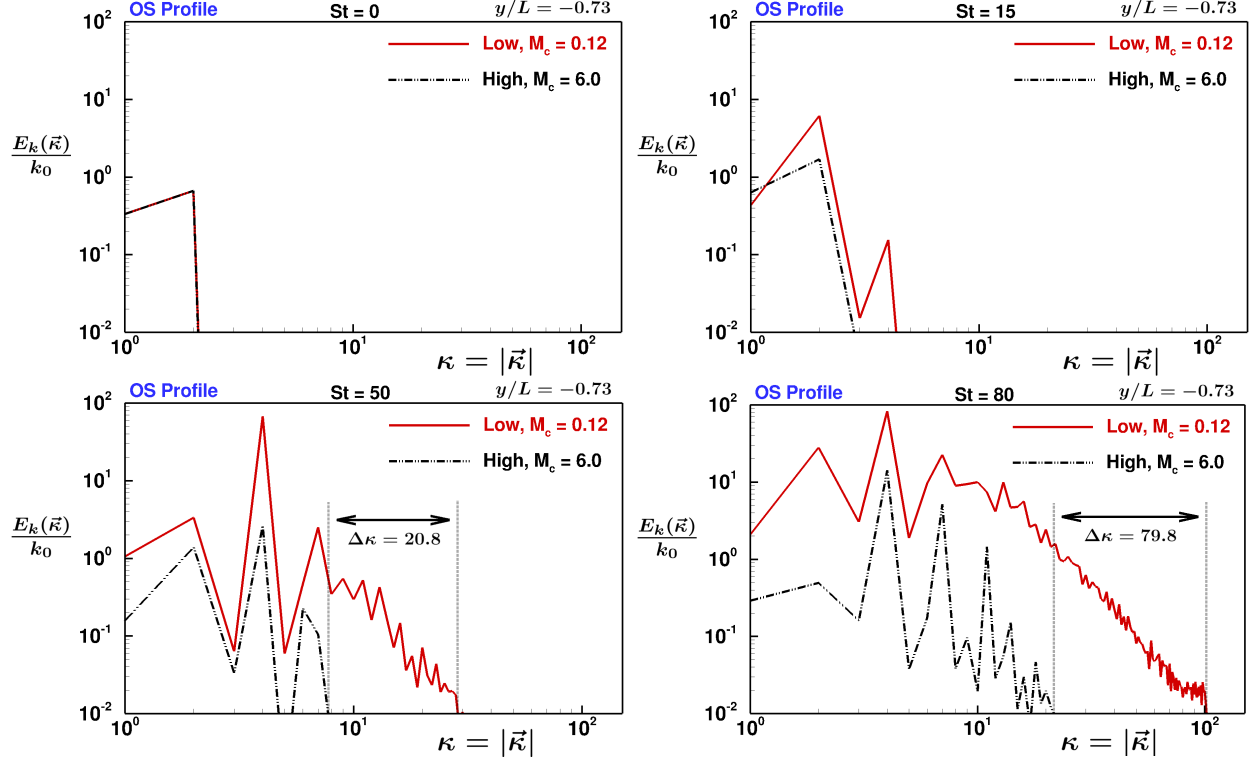 OS Profile St = 0 y/L = −0.73
Low, M_c = 0.12
High, M_c = 6.0
E_k(κ⃗)/k_0
10^2
10^1
10^0
10^-1
10^-2
10^0 10^1 10^2
κ = |κ⃗|
OS Profile St = 15 y/L = −0.73
Low, M_c = 0.12
High, M_c = 6.0
E_k(κ⃗)/k_0
10^2
10^1
10^0
10^-1
10^-2
10^0 10^1 10^2
κ = |κ⃗|
OS Profile St = 50 y/L = −0.73
Low, M_c = 0.12
High, M_c = 6.0
Δκ = 20.8
E_k(κ⃗)/k_0
10^2
10^1
10^0
10^-1
10^-2
10^0 10^1 10^2
κ = |κ⃗|
OS Profile St = 80 y/L = −0.73
Low, M_c = 0.12
High, M_c = 6.0
Δκ = 79.8
E_k(κ⃗)/k_0
10^2
10^1
10^0
10^-1
10^-2
10^0 10^1 10^2
κ = |κ⃗|